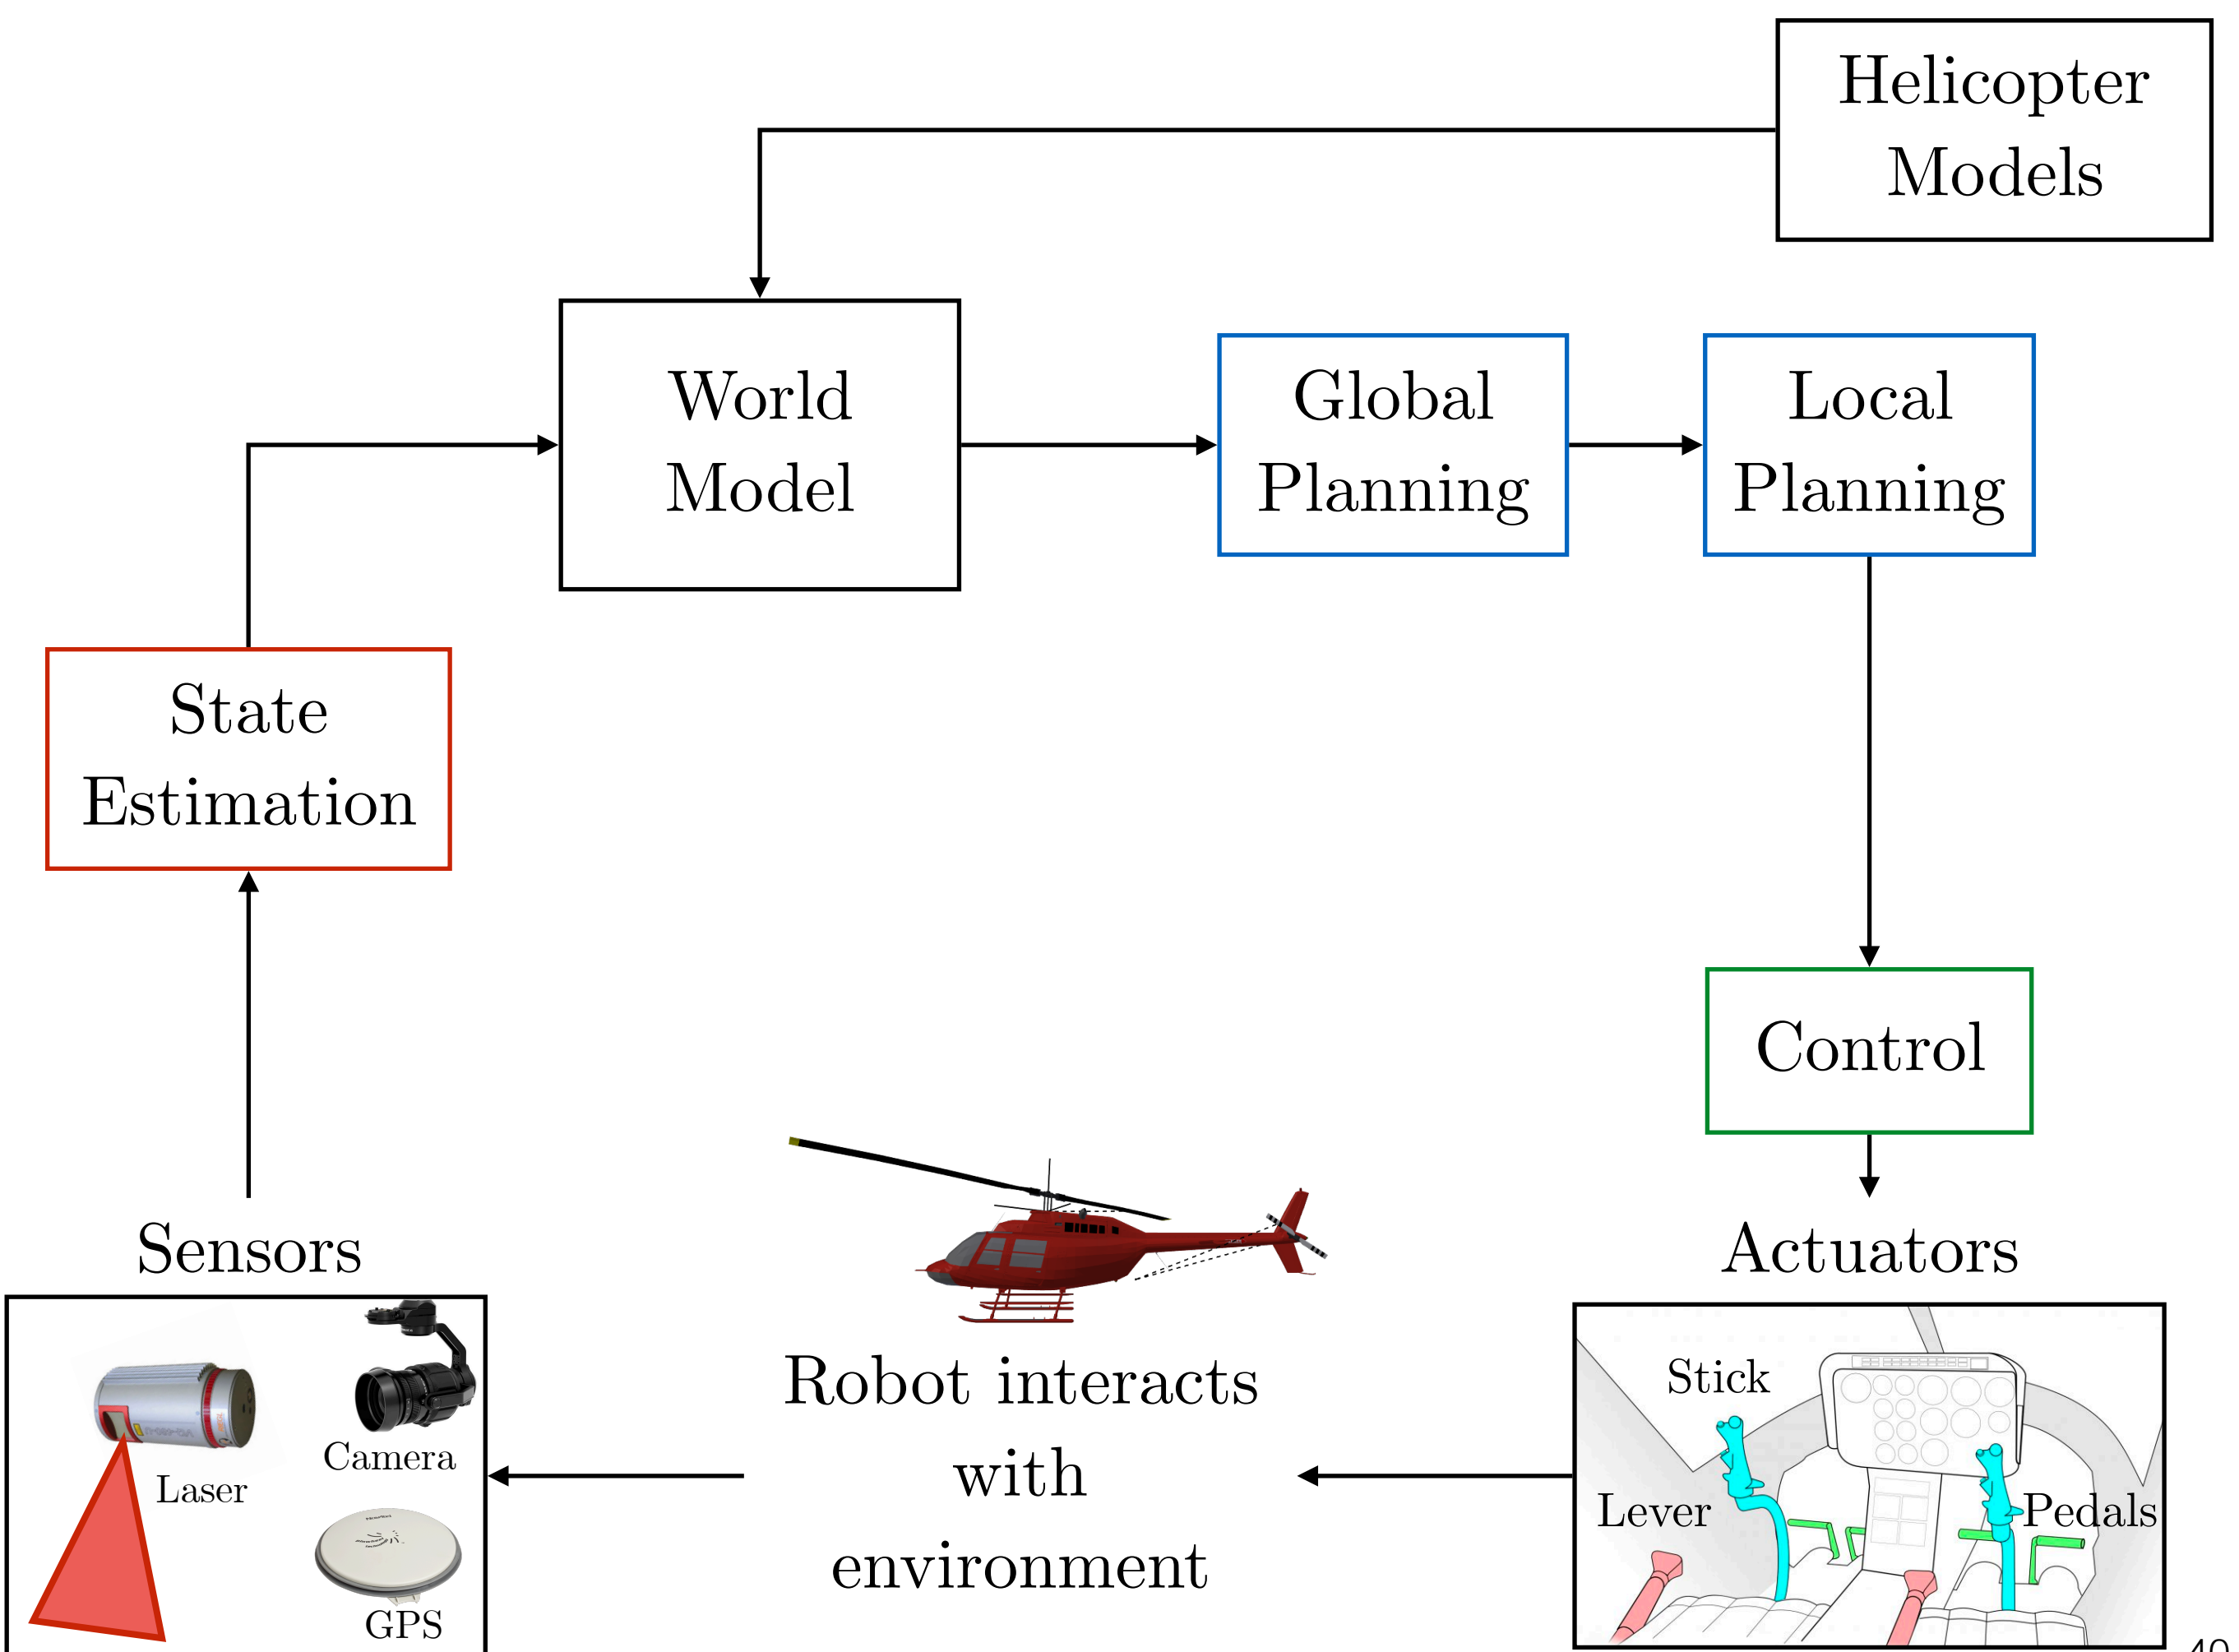 Helicopter
Models
World
Model
Global
Planning
Local
Planning
State
Estimation
Control
Sensors
Actuators
Robot interacts
with
environment
Camera
Laser
GPS
Stick
Lever
Pedals